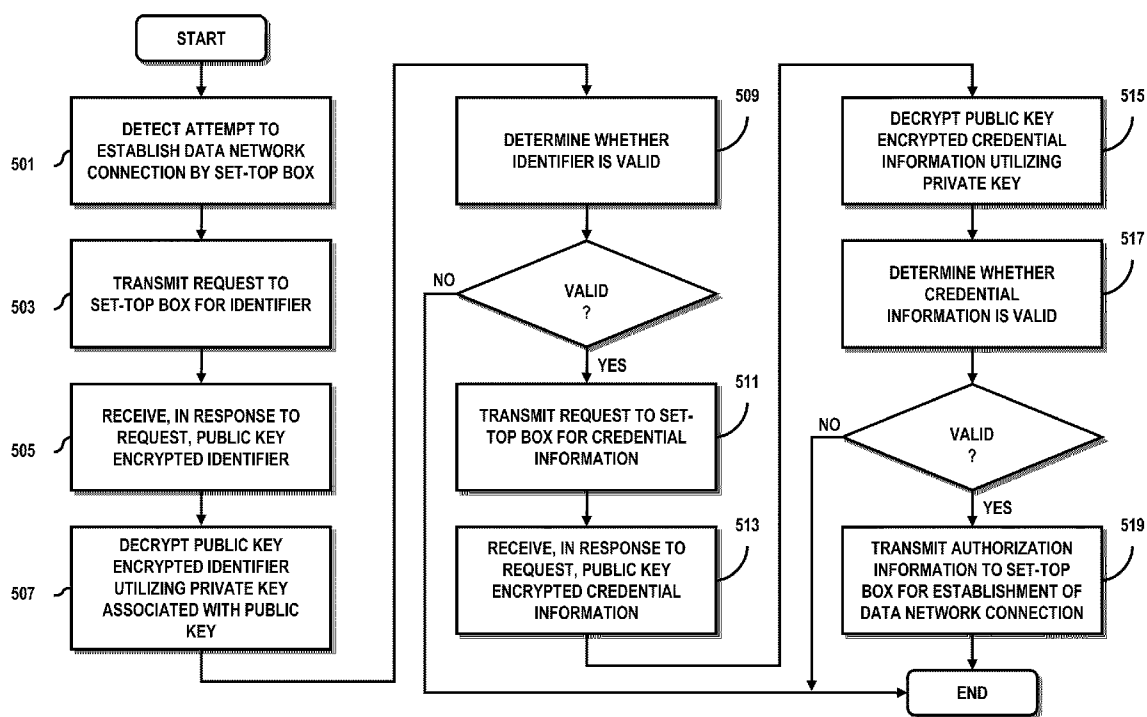 START
501
DETECT ATTEMPT TO
ESTABLISH DATA NETWORK
CONNECTION BY SET-TOP BOX
503
TRANSMIT REQUEST TO
SET-TOP BOX FOR IDENTIFIER
505
RECEIVE, IN RESPONSE TO
REQUEST, PUBLIC KEY
ENCRYPTED IDENTIFIER
507
DECRYPT PUBLIC KEY
ENCRYPTED IDENTIFIER
UTILIZING PRIVATE KEY
ASSOCIATED WITH PUBLIC
KEY
509
DETERMINE WHETHER
IDENTIFIER IS VALID
NO
VALID
?
YES
511
TRANSMIT REQUEST TO SET-
TOP BOX FOR CREDENTIAL
INFORMATION
513
RECEIVE, IN RESPONSE TO
REQUEST, PUBLIC KEY
ENCRYPTED CREDENTIAL
INFORMATION
515
DECRYPT PUBLIC KEY
ENCRYPTED CREDENTIAL
INFORMATION UTILIZING
PRIVATE KEY
517
DETERMINE WHETHER
CREDENTIAL
INFORMATION IS VALID
NO
VALID
?
YES
519
TRANSMIT AUTHORIZATION
INFORMATION TO SET-TOP
BOX FOR ESTABLISHMENT OF
DATA NETWORK CONNECTION
END